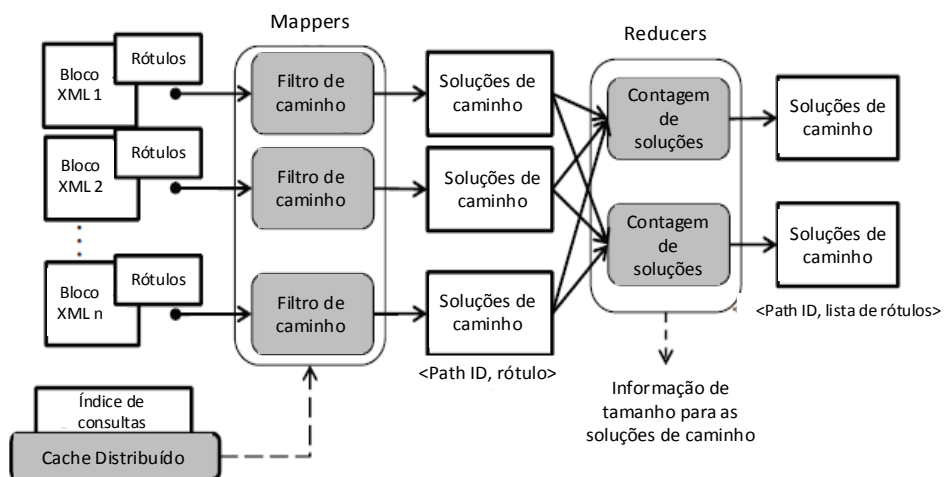 Mappers
Reducers
Bloco
XML 1
Rótulos
Filtro de
caminho
Soluções de
caminho
Contagem
de
soluções
Soluções de
caminho
Bloco
XML 2
Rótulos
Filtro de
caminho
Soluções de
caminho
Contagem
de
soluções
Soluções de
caminho
Bloco
XML n
Rótulos
Filtro de
caminho
Soluções de
caminho
<Path ID, rótulo>
<Path ID, lista de rótulos>
Informação de
tamanho para as
soluções de caminho
Índice de
consultas
Cache Distribuído